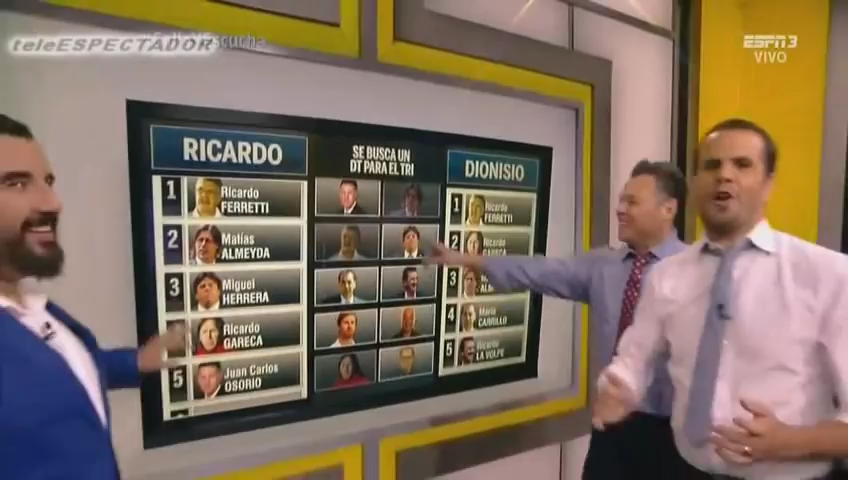 teleESPECTADOR
ESPN3
VIVO
RICARDO
1 Ricardo
FERRETTI
2 Matías
ALMEYDA
3 Miguel
HERRERA
Ricardo
GARECA
5 Juan Carlos
OSORIO
SE BUSCA UN
DT PARA EL TRI
DIONISIO
1 Ricardo
FERRETTI
2 Ricardo
GARECA
3
4
CARRILLO
5 Ricardo
LA VOLPE